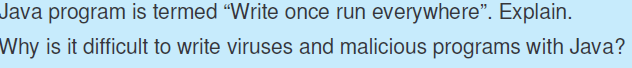 Java program is termed “Write once run everywhere”. Explain.
Why is it difficult to write viruses and malicious programs with Java?